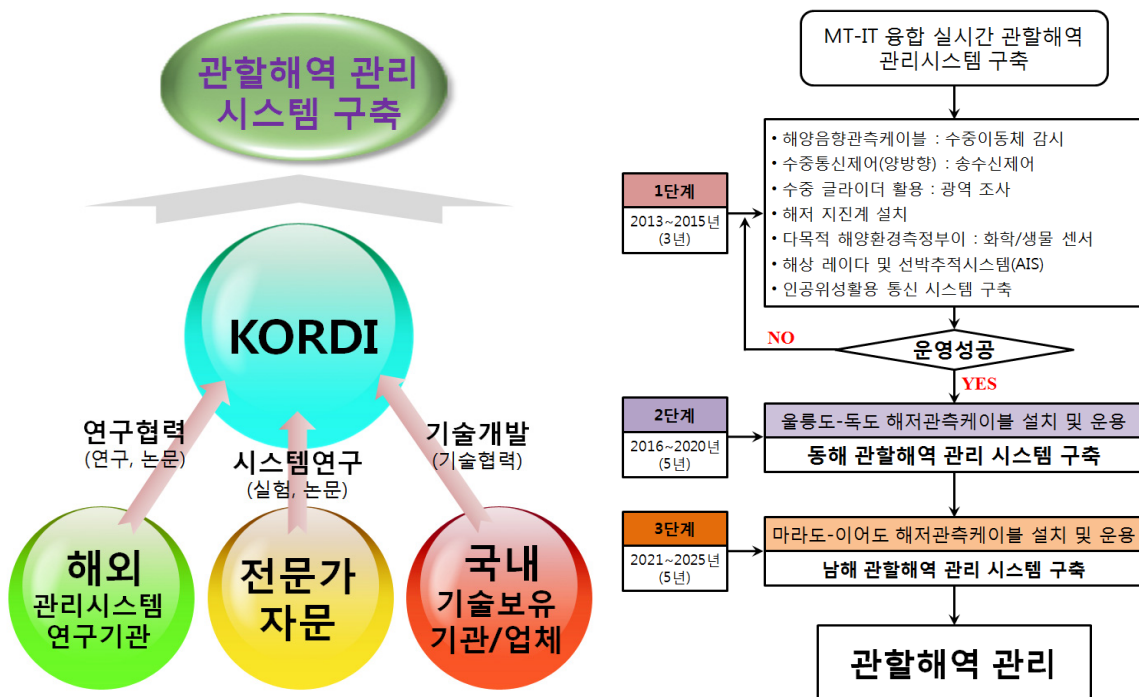 관할해역 관리
시스템 구축
KORDI
연구협력
(연구, 논문)
시스템연구
(실험, 논문)
기술개발
(기술협력)
해외
관리시스템
연구기관
전문가
자문
국내
기술보유
기관/업체
MT-IT 융합 실시간 관할해역
관리시스템 구축
1단계
2013~2015년
(3년)
• 해양음향관측케이블 : 수중이동체 감시
• 수중통신제어(양방향) : 송수신제어
• 수중 글라이더 활용 : 광역 조사
• 해저 지진계 설치
• 다목적 해양환경측정부이 : 화학/생물 센서
• 해상 레이다 및 선박추적시스템(AIS)
• 인공위성활용 통신 시스템 구축
NO
운영성공
YES
2단계
2016~2020년
(5년)
울릉도-독도 해저관측케이블 설치 및 운용
동해 관할해역 관리 시스템 구축
3단계
2021~2025년
(5년)
마라도-이어도 해저관측케이블 설치 및 운용
남해 관할해역 관리 시스템 구축
관할해역 관리